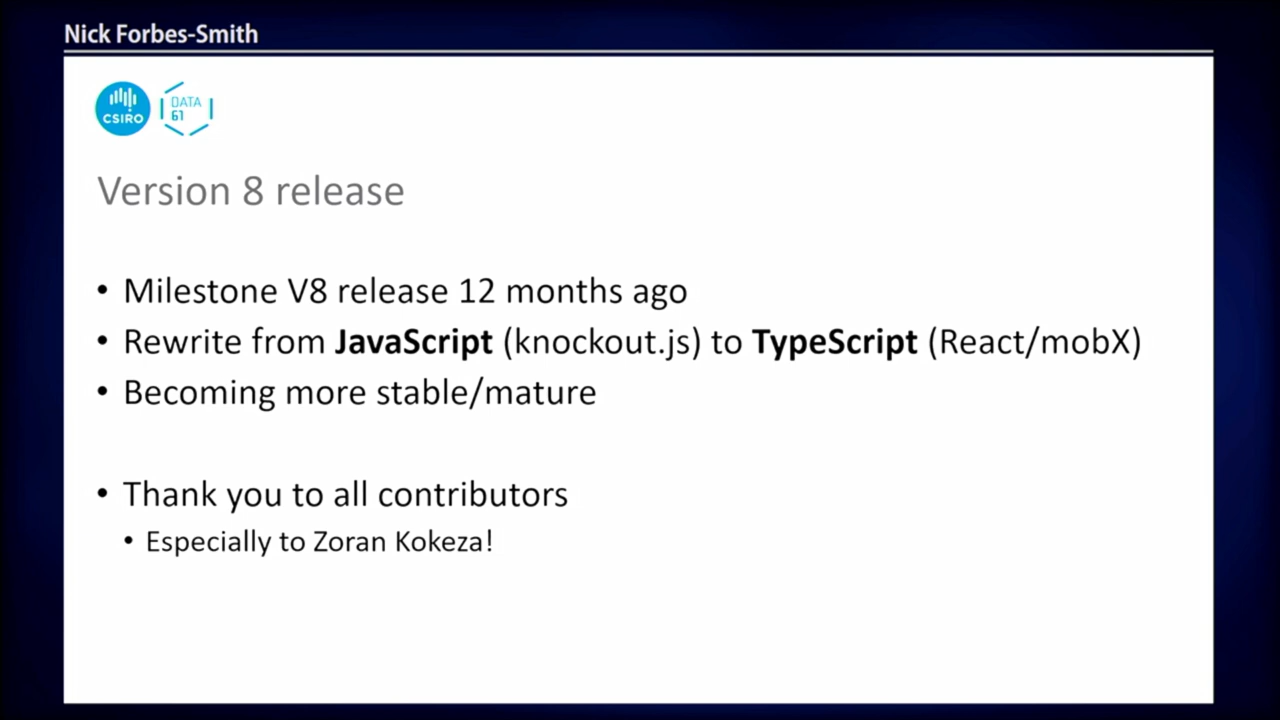 Nick Forbes-Smith
CSIRO
DATA
61
Version 8 release
• Milestone V8 release 12 months ago
• Rewrite from JavaScript (knockout.js) to TypeScript (React/mobX)
• Becoming more stable/mature
• Thank you to all contributors
• Especially to Zoran Kokeza!